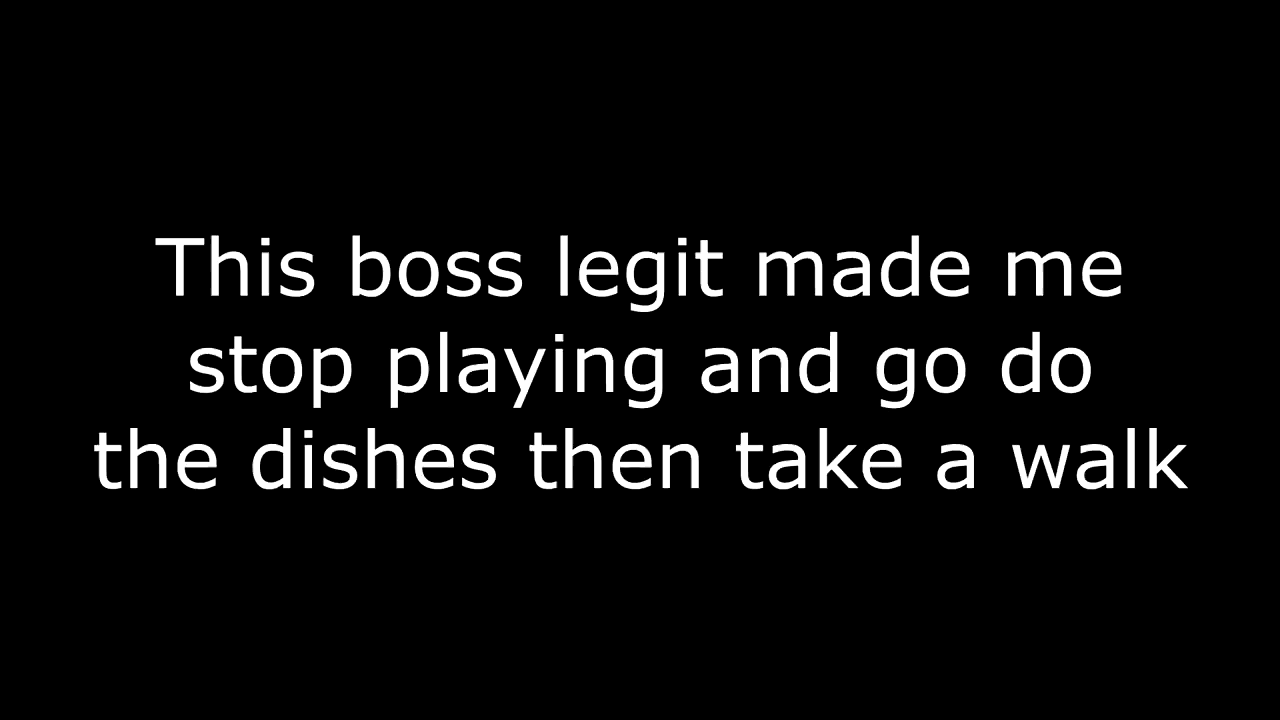 This boss legit made me
stop playing and go do
the dishes then take a walk